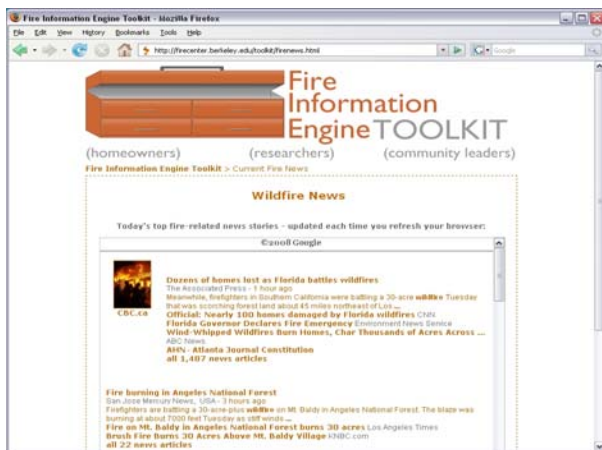 Fire Information Engine Toolkit - Mozilla Firefox
File Edit View History Bookmarks Tools Help
http://firecenter.berkeley.edu/toolkit/firenews.html
Google
Fire
Information
Engine TOOLKIT
(homeowners) (researchers) (community leaders)
Fire Information Engine Toolkit > Current Fire News
Wildfire News
Today's top fire-related news stories - updated each time you refresh your browser:
©2008 Google
Dozens of homes lost as Florida battles wildfires
The Associated Press - 1 hour ago
Meanwhile, firefighters in Southern California were battling a 30-acre wildfire Tuesday
that was scorching forest land about 45 miles northeast of Los ...
CBC.ca
Official: Nearly 100 homes damaged by Florida wildfires CNN
Florida Governor Declares Fire Emergency Environment News Service
Wind-Whipped Wildfires Burn Homes, Char Thousands of Acres Across ...
ABC News
AHN - Atlanta Journal Constitution
all 1,487 news articles
Fire burning in Angeles National Forest
San Jose Mercury News, USA - 3 hours ago
Firefighters are battling a 30-acre-plus wildfire on Mt. Baldy in Angeles National Forest. The blaze was
burning at about 7000 feet Tuesday as stiff winds ...
Fire on Mt. Baldy in Angeles National Forest burns 30 acres Los Angeles Times
Brush Fire Burns 30 Acres Above Mt. Baldy Village KNBC.com
all 22 news articles